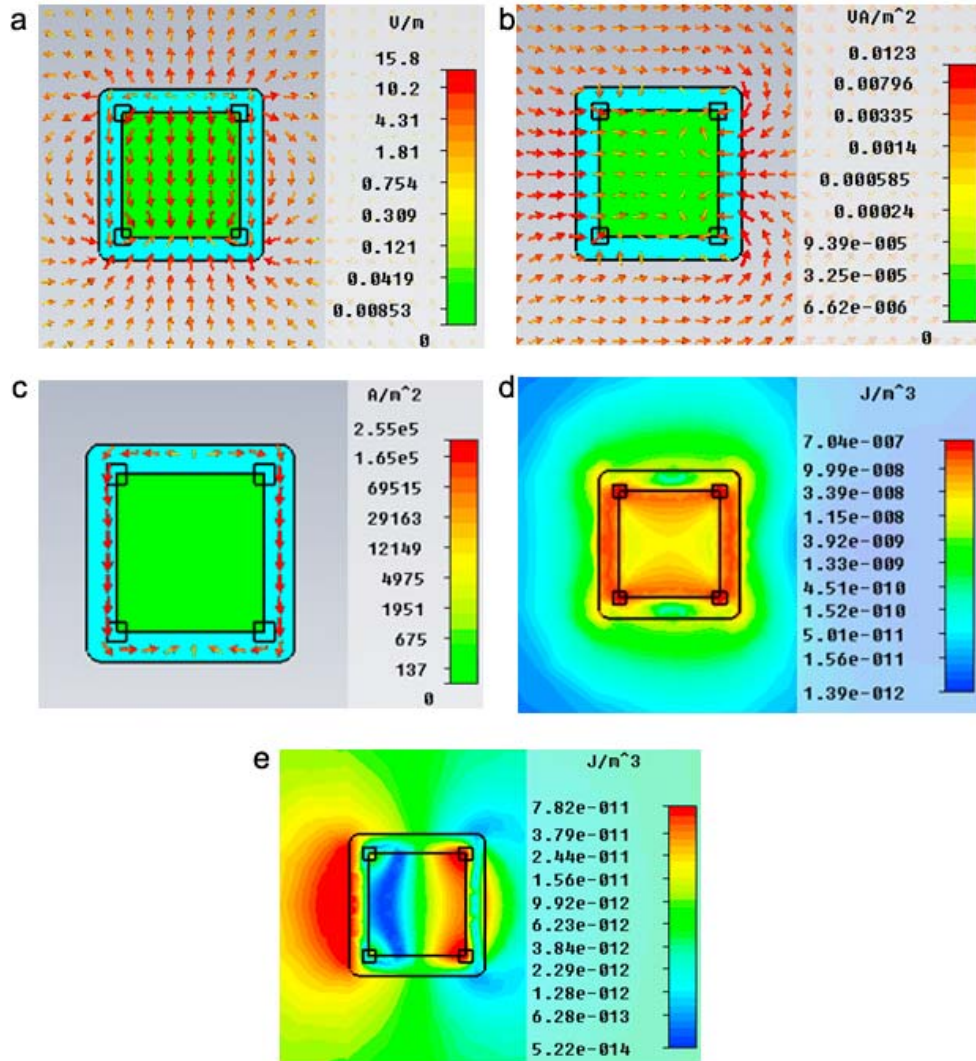 a
V/m
15.8
10.2
4.31
1.81
0.754
0.309
0.121
0.0419
0.00853
0
b
VA/m^2
0.0123
0.00796
0.00335
0.0014
0.000585
0.00024
9.39e-005
3.25e-005
6.62e-006
0
c
A/m^2
2.55e5
1.65e5
69515
29163
12149
4975
1951
675
137
0
d
J/m^3
7.04e-007
9.99e-008
3.39e-008
1.15e-008
3.92e-009
1.33e-009
4.51e-010
1.52e-010
5.01e-011
1.56e-011
1.39e-012
e
J/m^3
7.82e-011
3.79e-011
2.44e-011
1.56e-011
9.92e-012
6.23e-012
3.84e-012
2.29e-012
1.28e-012
6.28e-013
5.22e-014